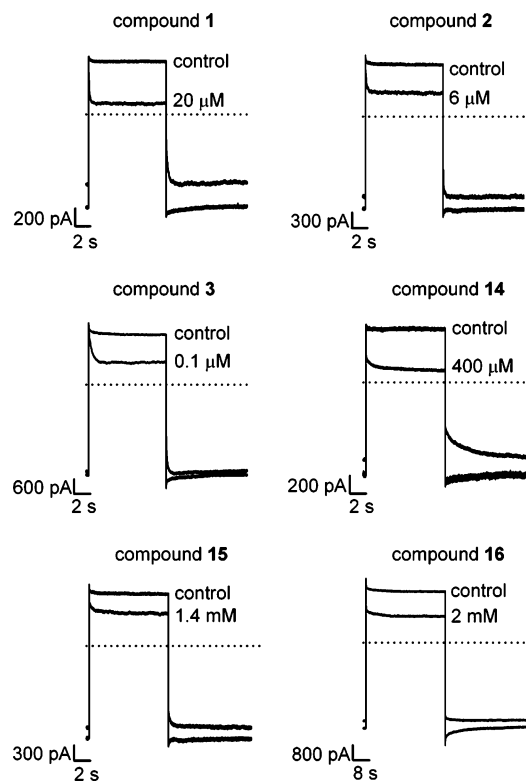 compound 1
control
20 μM
200 pA
2 s
compound 2
control
6 μM
300 pA
2 s
compound 3
control
0.1 μM
600 pA
2 s
compound 14
control
400 μM
200 pA
2 s
compound 15
control
1.4 mM
300 pA
2 s
compound 16
control
2 mM
800 pA
8 s